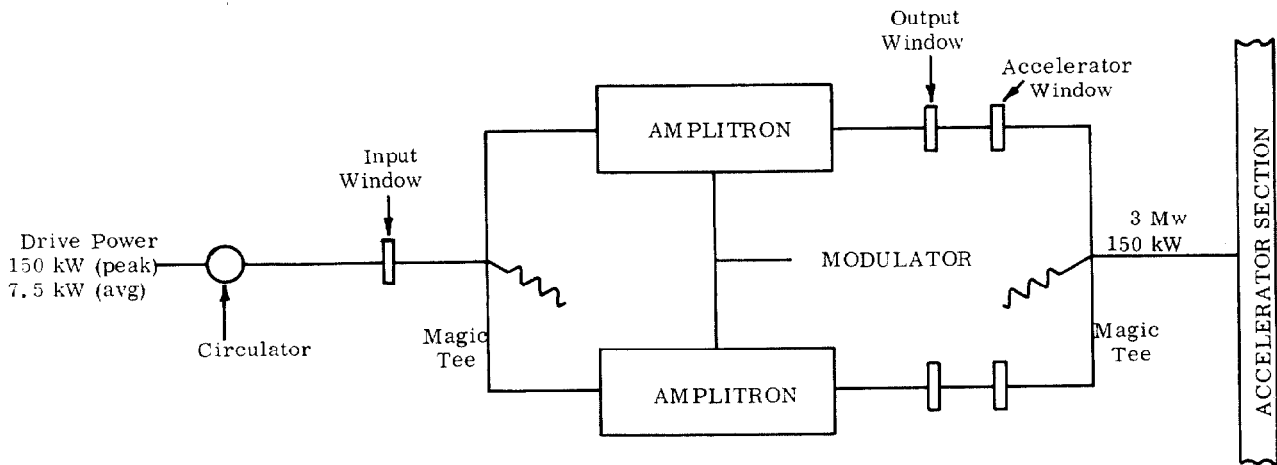 Output
Window
Accelerator
Window
AMPLITRON
Input
Window
Drive Power
150 kW (peak)
7.5 kW (avg)
Circulator
MODULATOR
3 Mw
150 kW
Magic
Tee
Magic
Tee
AMPLITRON
ACCELERATOR SECTION